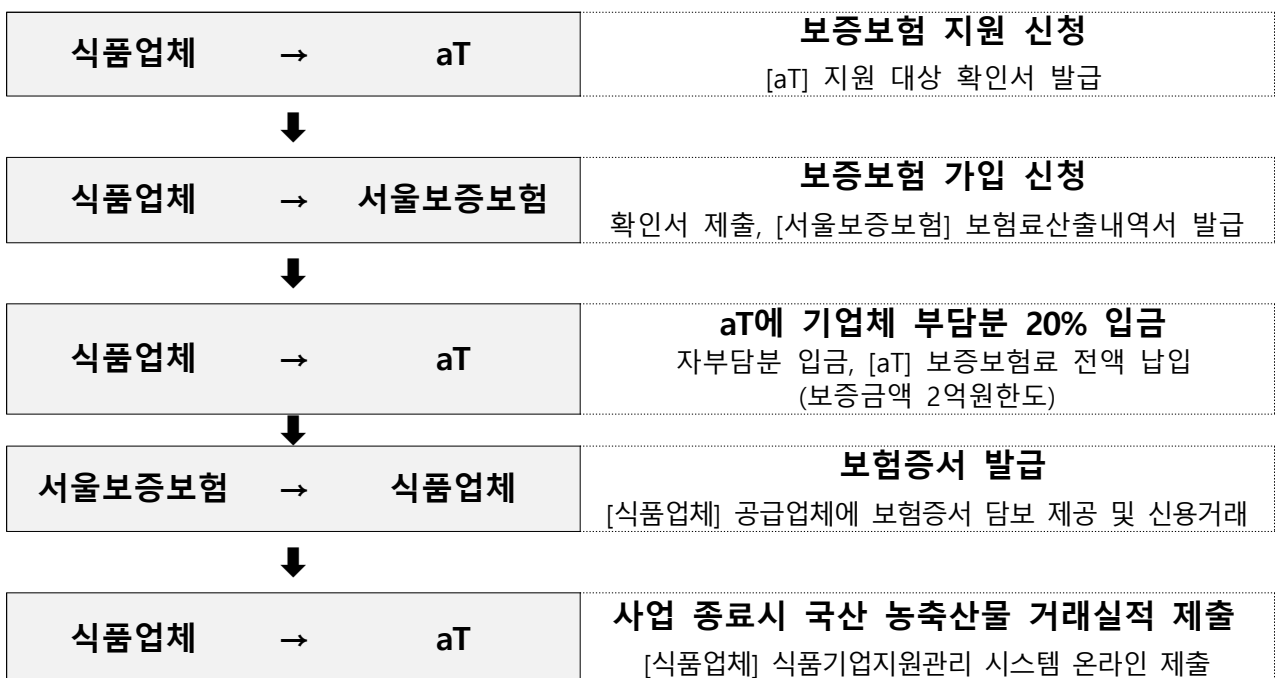 식품업체 → aT
보증보험 지원 신청
[aT] 지원 대상 확인서 발급
식품업체 → 서울보증보험
보증보험 가입 신청
확인서 제출, [서울보증보험] 보험료산출내역서 발급
식품업체 → aT
aT에 기업체 부담분 20% 입금
자부담분 입금, [aT] 보증보험료 전액 납입
(보증금액 2억원한도)
서울보증보험 → 식품업체
보험증서 발급
[식품업체] 공급업체에 보험증서 담보 제공 및 신용거래
식품업체 → aT
사업 종료시 국산 농축산물 거래실적 제출
[식품업체] 식품기업지원관리 시스템 온라인 제출